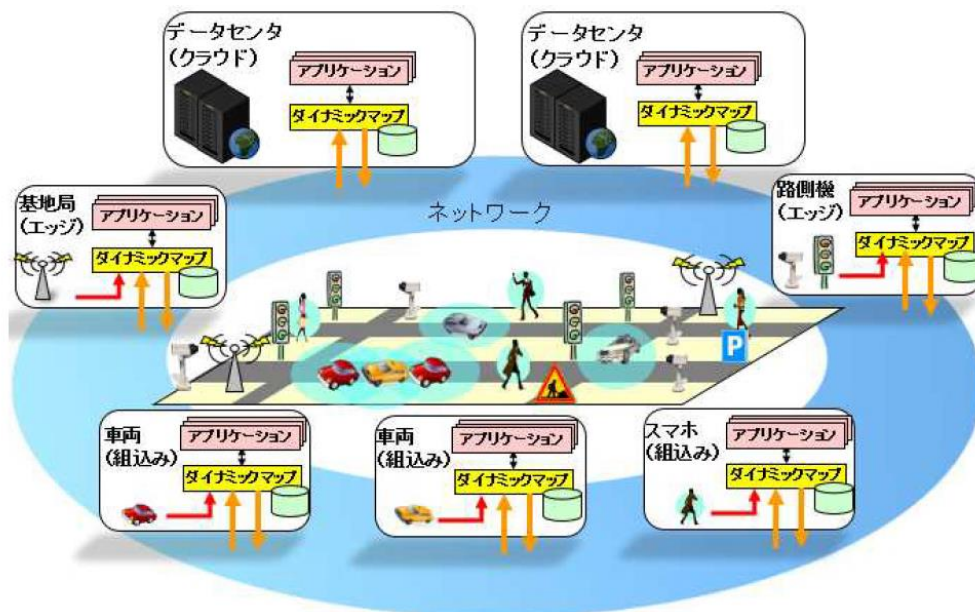 データセンタ
(クラウド)
アプリケーション
ダイナミックマップ
データセンタ
(クラウド)
アプリケーション
ダイナミックマップ
基地局
(エッジ)
アプリケーション
ダイナミックマップ
ネットワーク
路側機
(エッジ)
アプリケーション
ダイナミックマップ
P
車両
(組込み)
アプリケーション
ダイナミックマップ
車両
(組込み)
アプリケーション
ダイナミックマップ
スマホ
(組込み)
アプリケーション
ダイナミックマップ